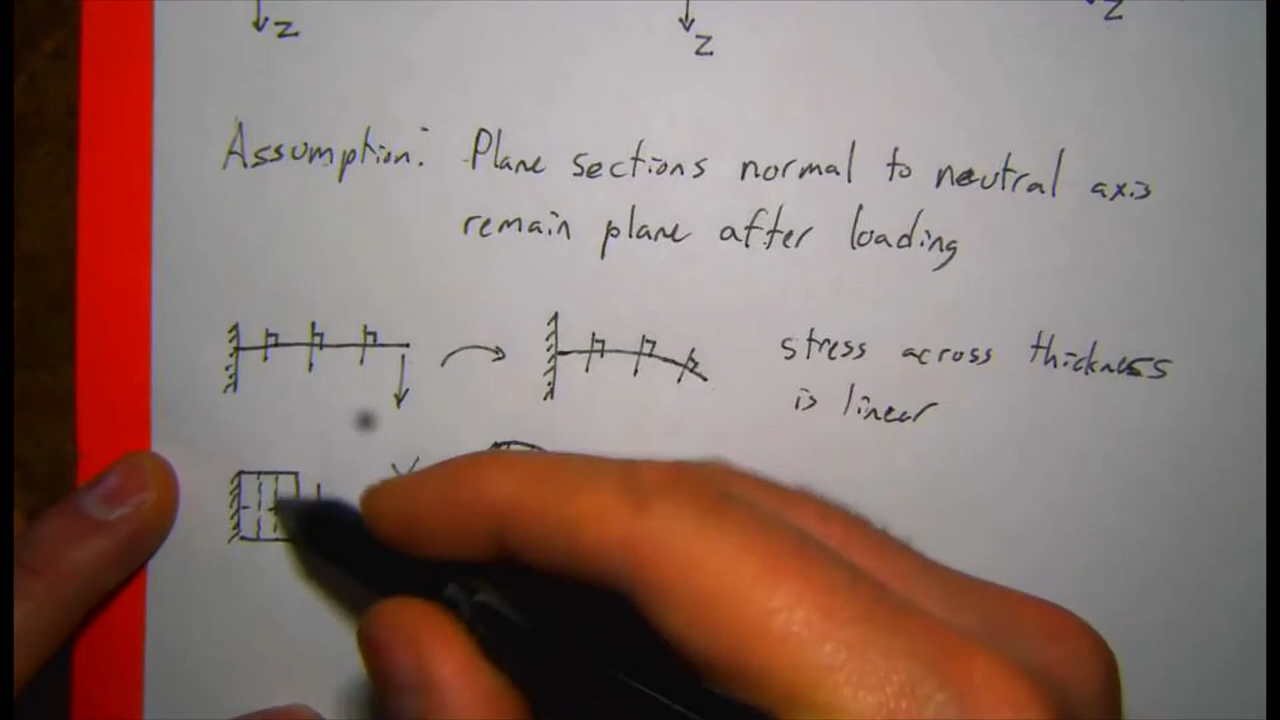 Z Z Z
Assumption: Plane sections normal to neutral axis
remain plane after loading
stress across thickness
is linear